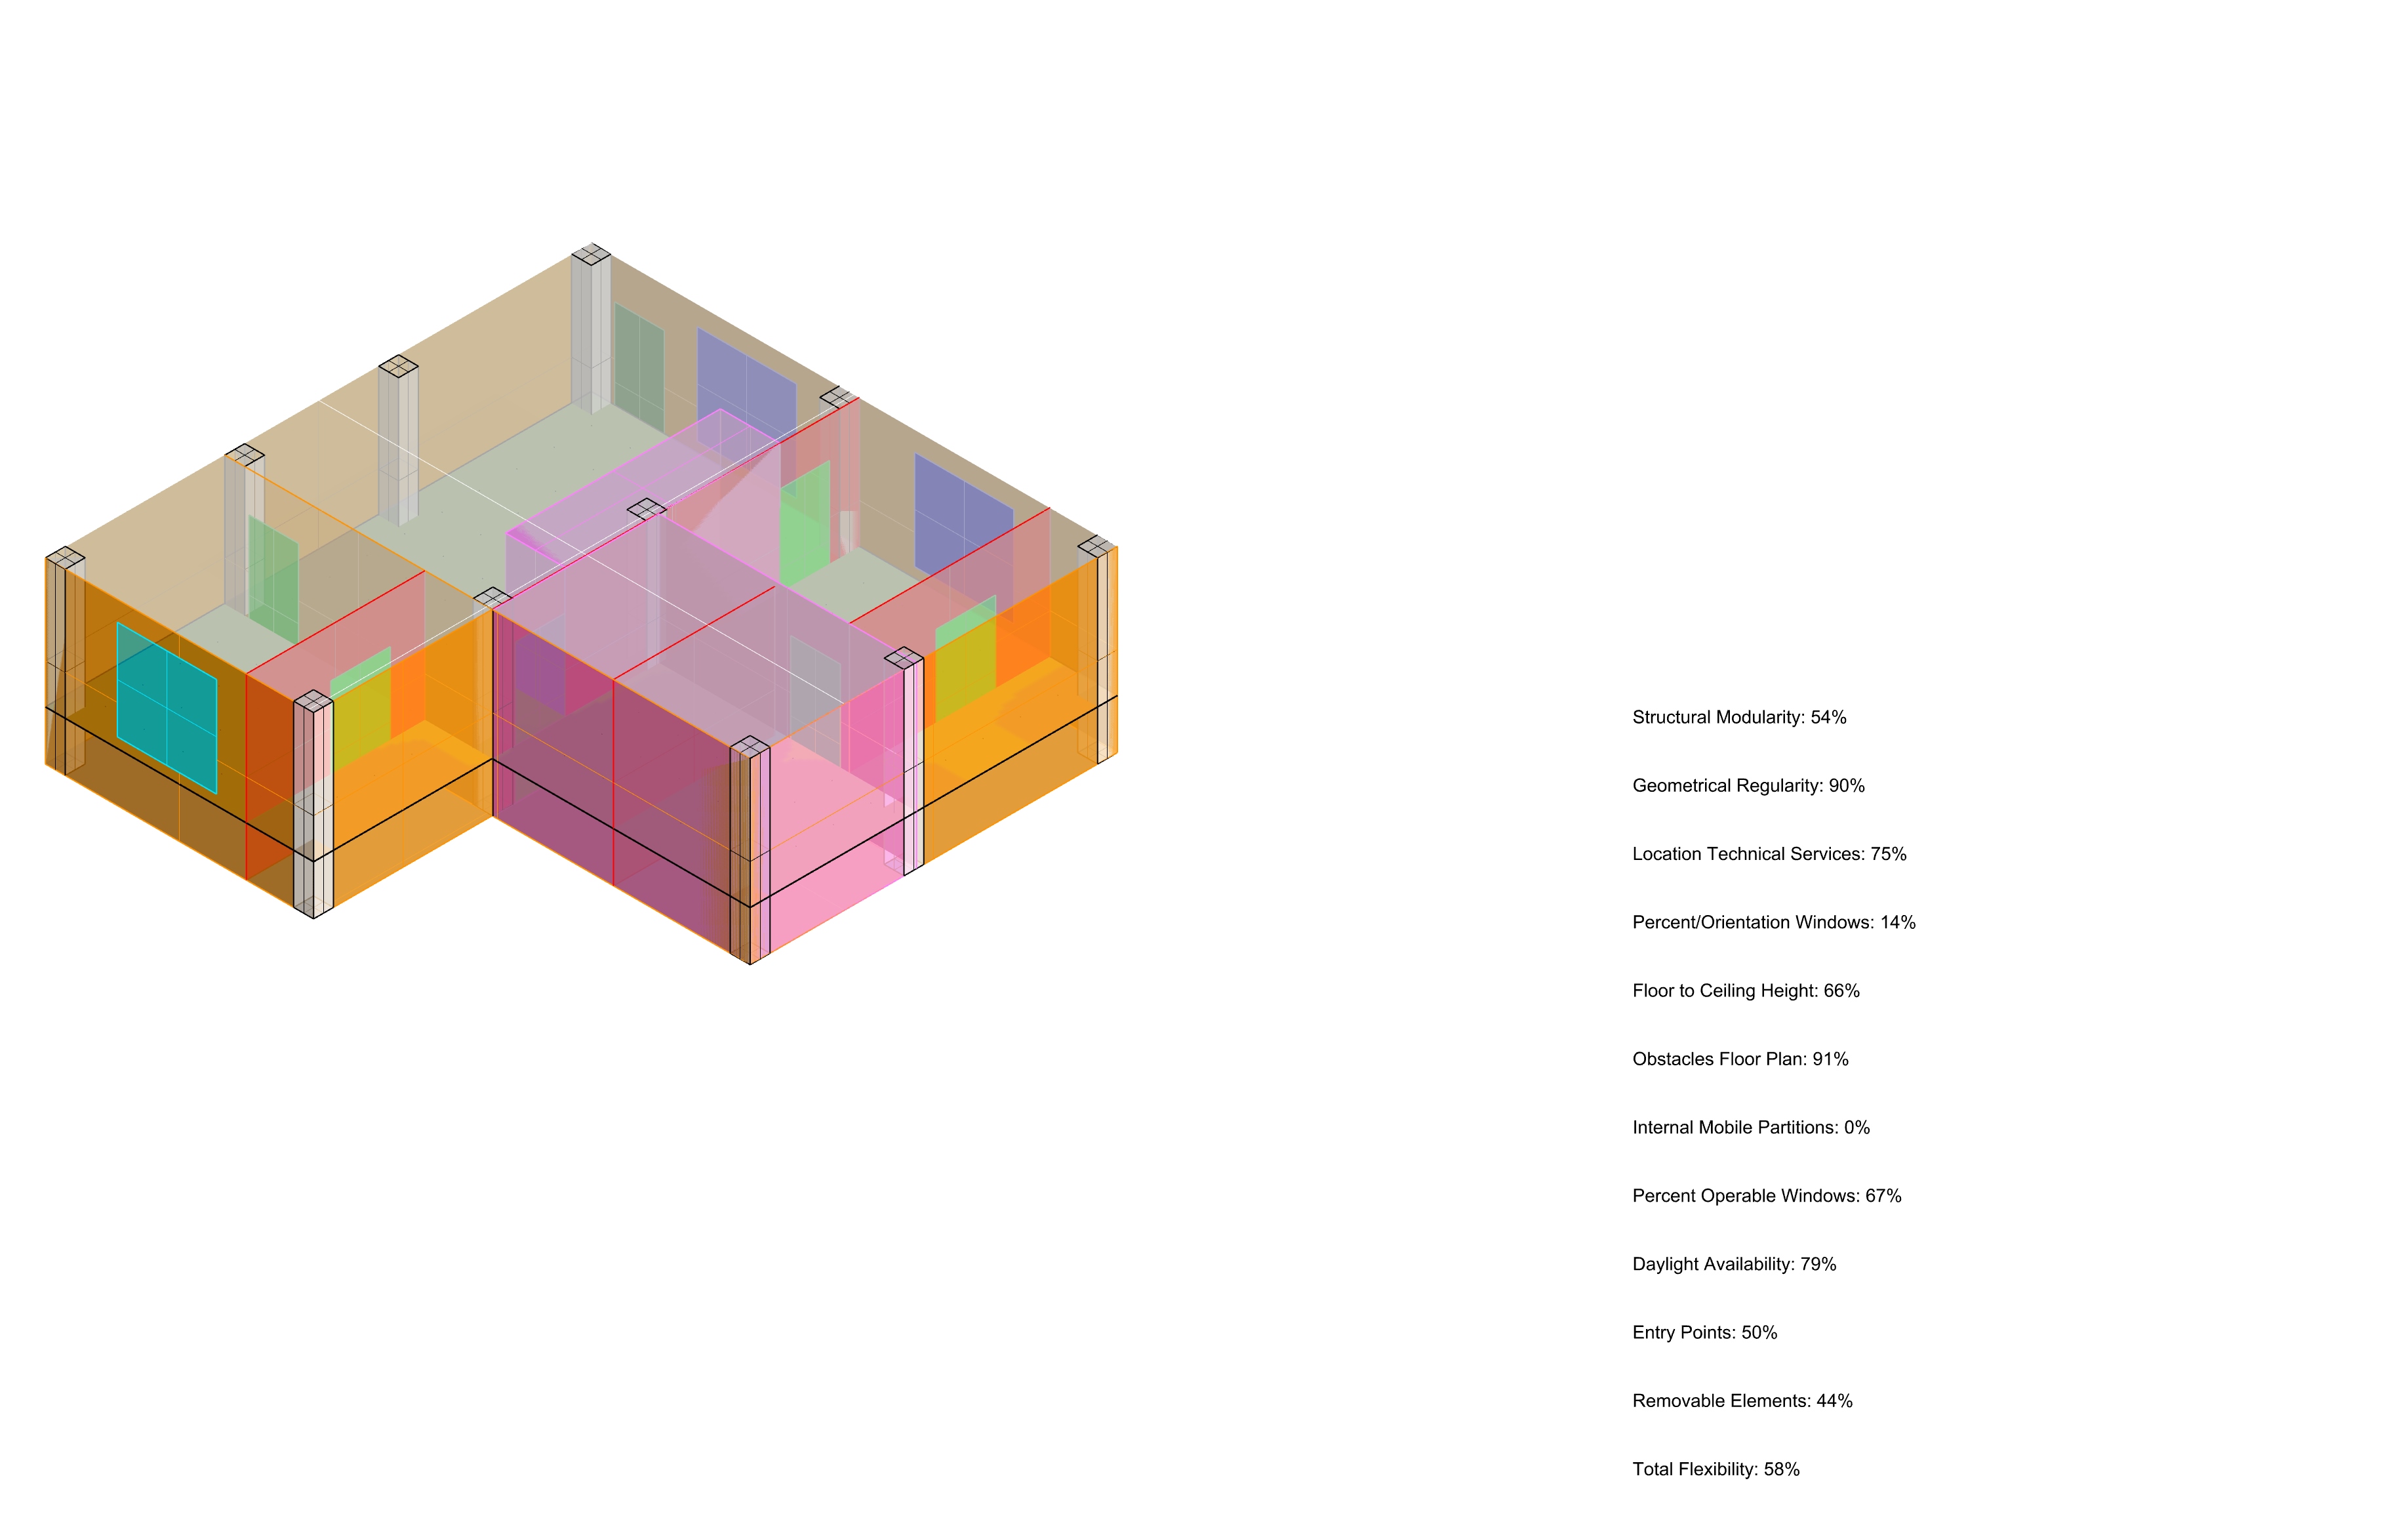 Structural Modularity: 54%
Geometrical Regularity: 90%
Location Technical Services: 75%
Percent/Orientation Windows: 14%
Floor to Ceiling Height: 66%
Obstacles Floor Plan: 91%
Internal Mobile Partitions: 0%
Percent Operable Windows: 67%
Daylight Availability: 79%
Entry Points: 50%
Removable Elements: 44%
Total Flexibility: 58%